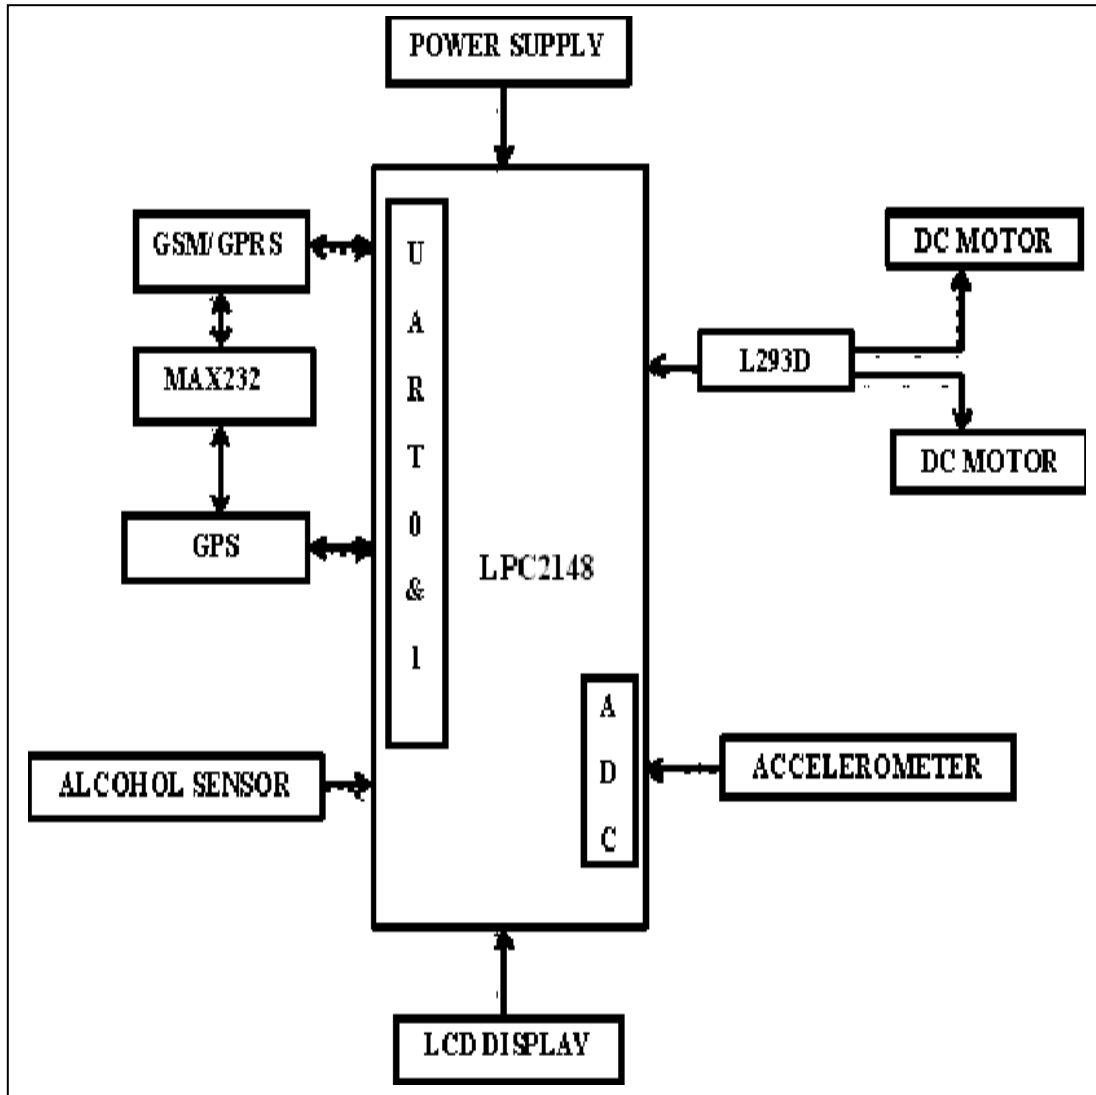 POWER SUPPLY
GSM/GPRS
MAX232
GPS
ALCOHOL SENSOR
U
A
R
T
0
&
1
LPC2148
A
D
C
L293D
DC MOTOR
DC MOTOR
ACCELEROMETER
LCD DISPLAY